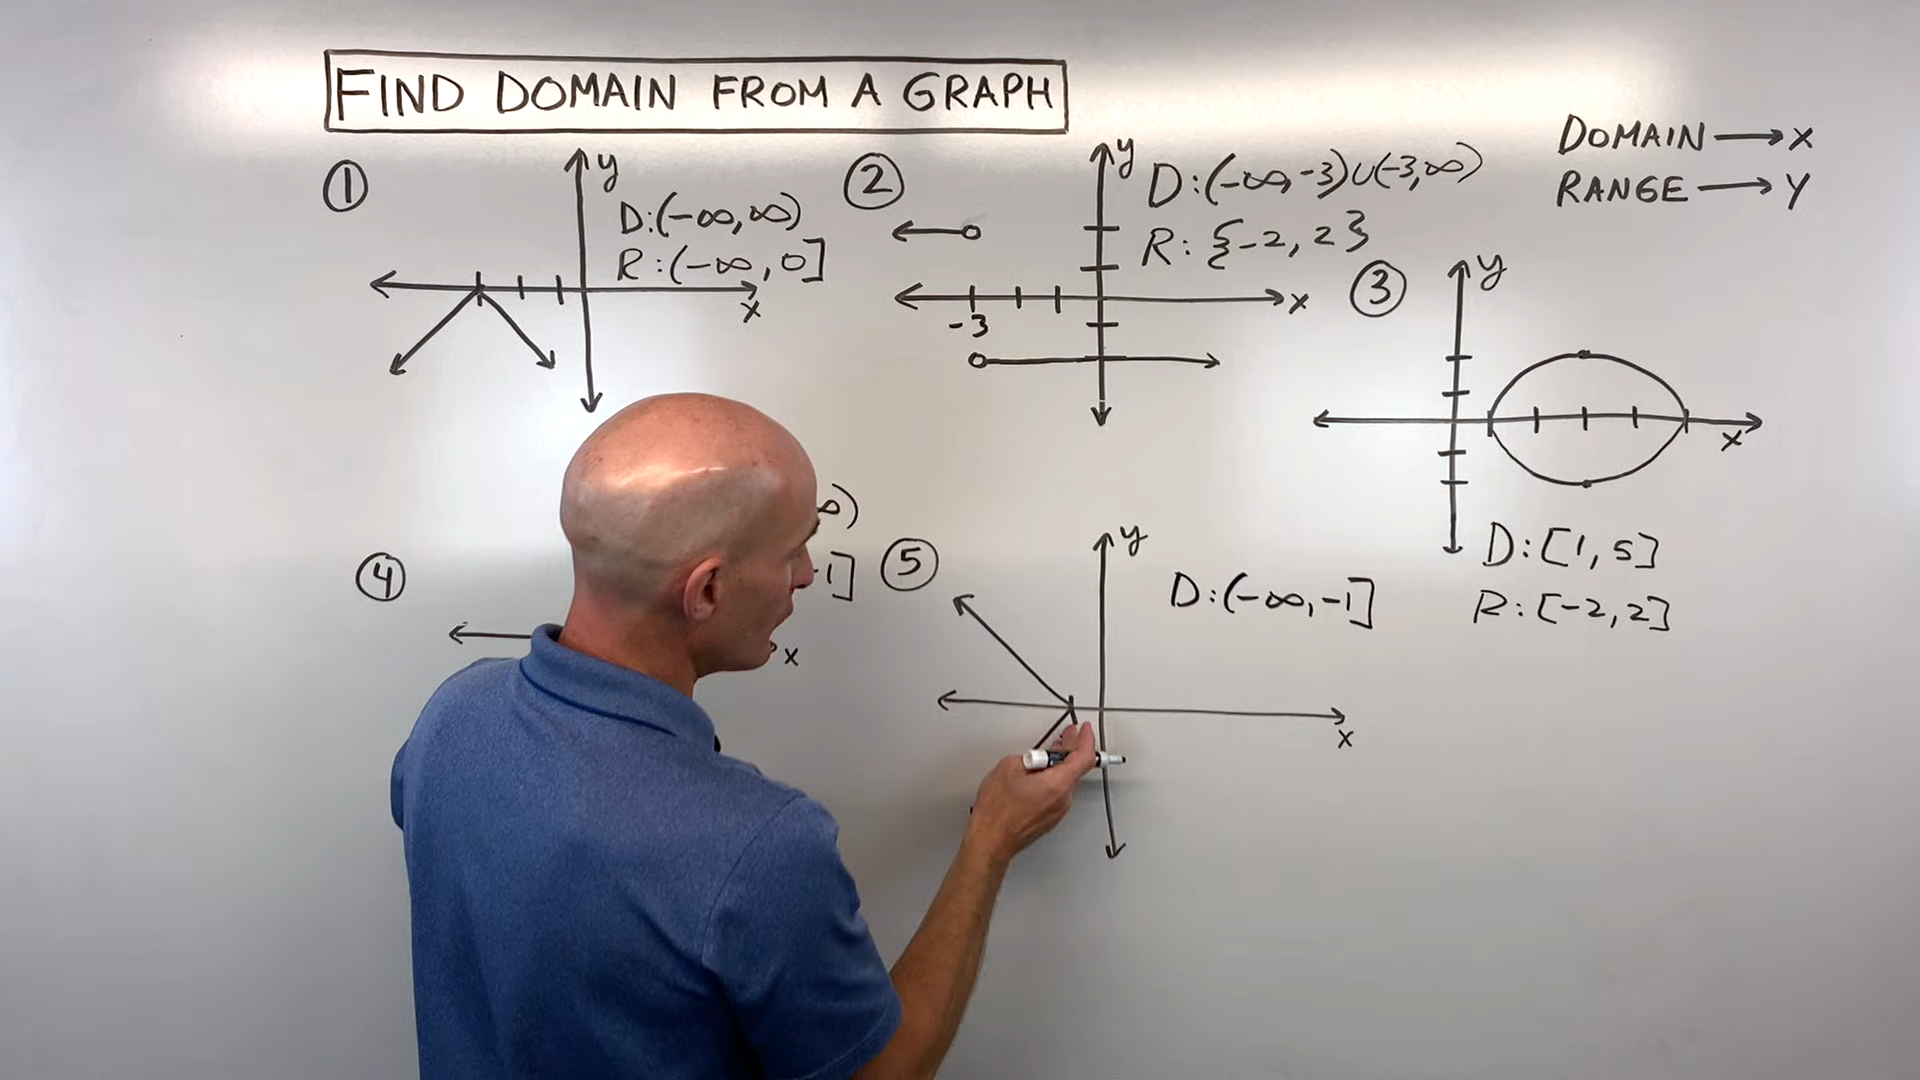 FIND DOMAIN FROM A GRAPH
DOMAIN → X
RANGE → Y
① y
D:(-∞,∞)
R:(-∞,0]
x
② y
D:(-∞,-3)∪(-3,∞)
R:{-2,2}
x
-3
③ y
x
D:[1,5]
R:[-2,2]
④
∞)
-1]
x
⑤ y
D:(-∞,-1]
x